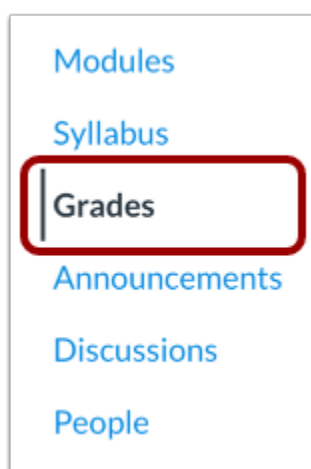 Modules
Syllabus
Grades
Announcements
Discussions
People